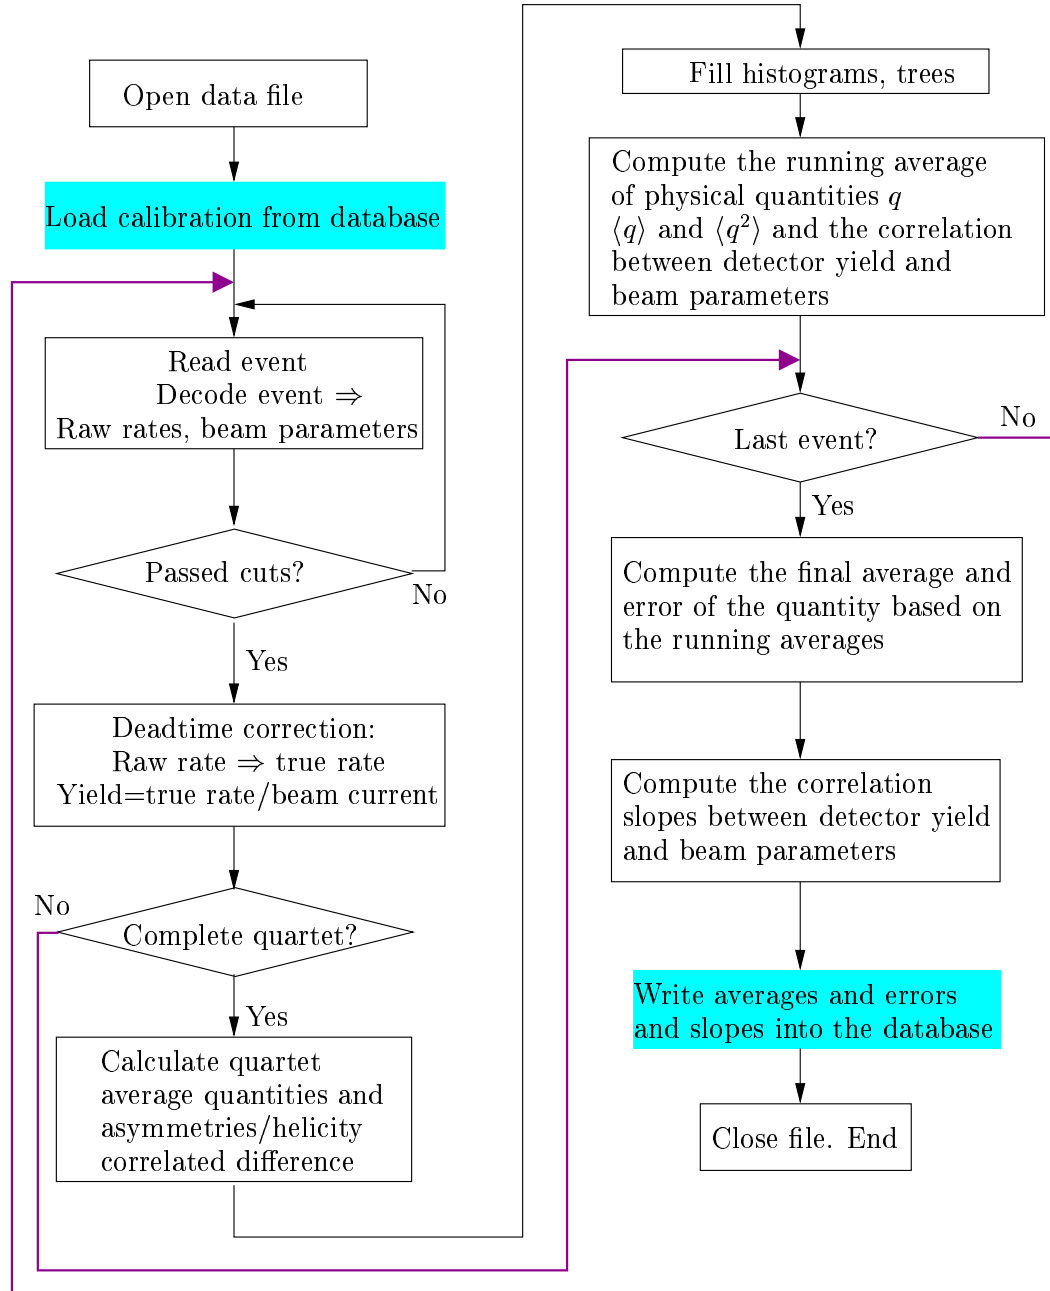 Open data file
Load calibration from database
Read event
Decode event ⇒
Raw rates, beam parameters
Passed cuts?
No
Yes
Deadtime correction:
Raw rate ⇒ true rate
Yield=true rate/beam current
No
Complete quartet?
Yes
Calculate quartet
average quantities and
asymmetries/helicity
correlated difference
Fill histograms, trees
Compute the running average
of physical quantities q
⟨q⟩ and ⟨q²⟩ and the correlation
between detector yield and
beam parameters
No
Last event?
Yes
Compute the final average and
error of the quantity based on
the running averages
Compute the correlation
slopes between detector yield
and beam parameters
Write averages and errors
and slopes into the database
Close file. End